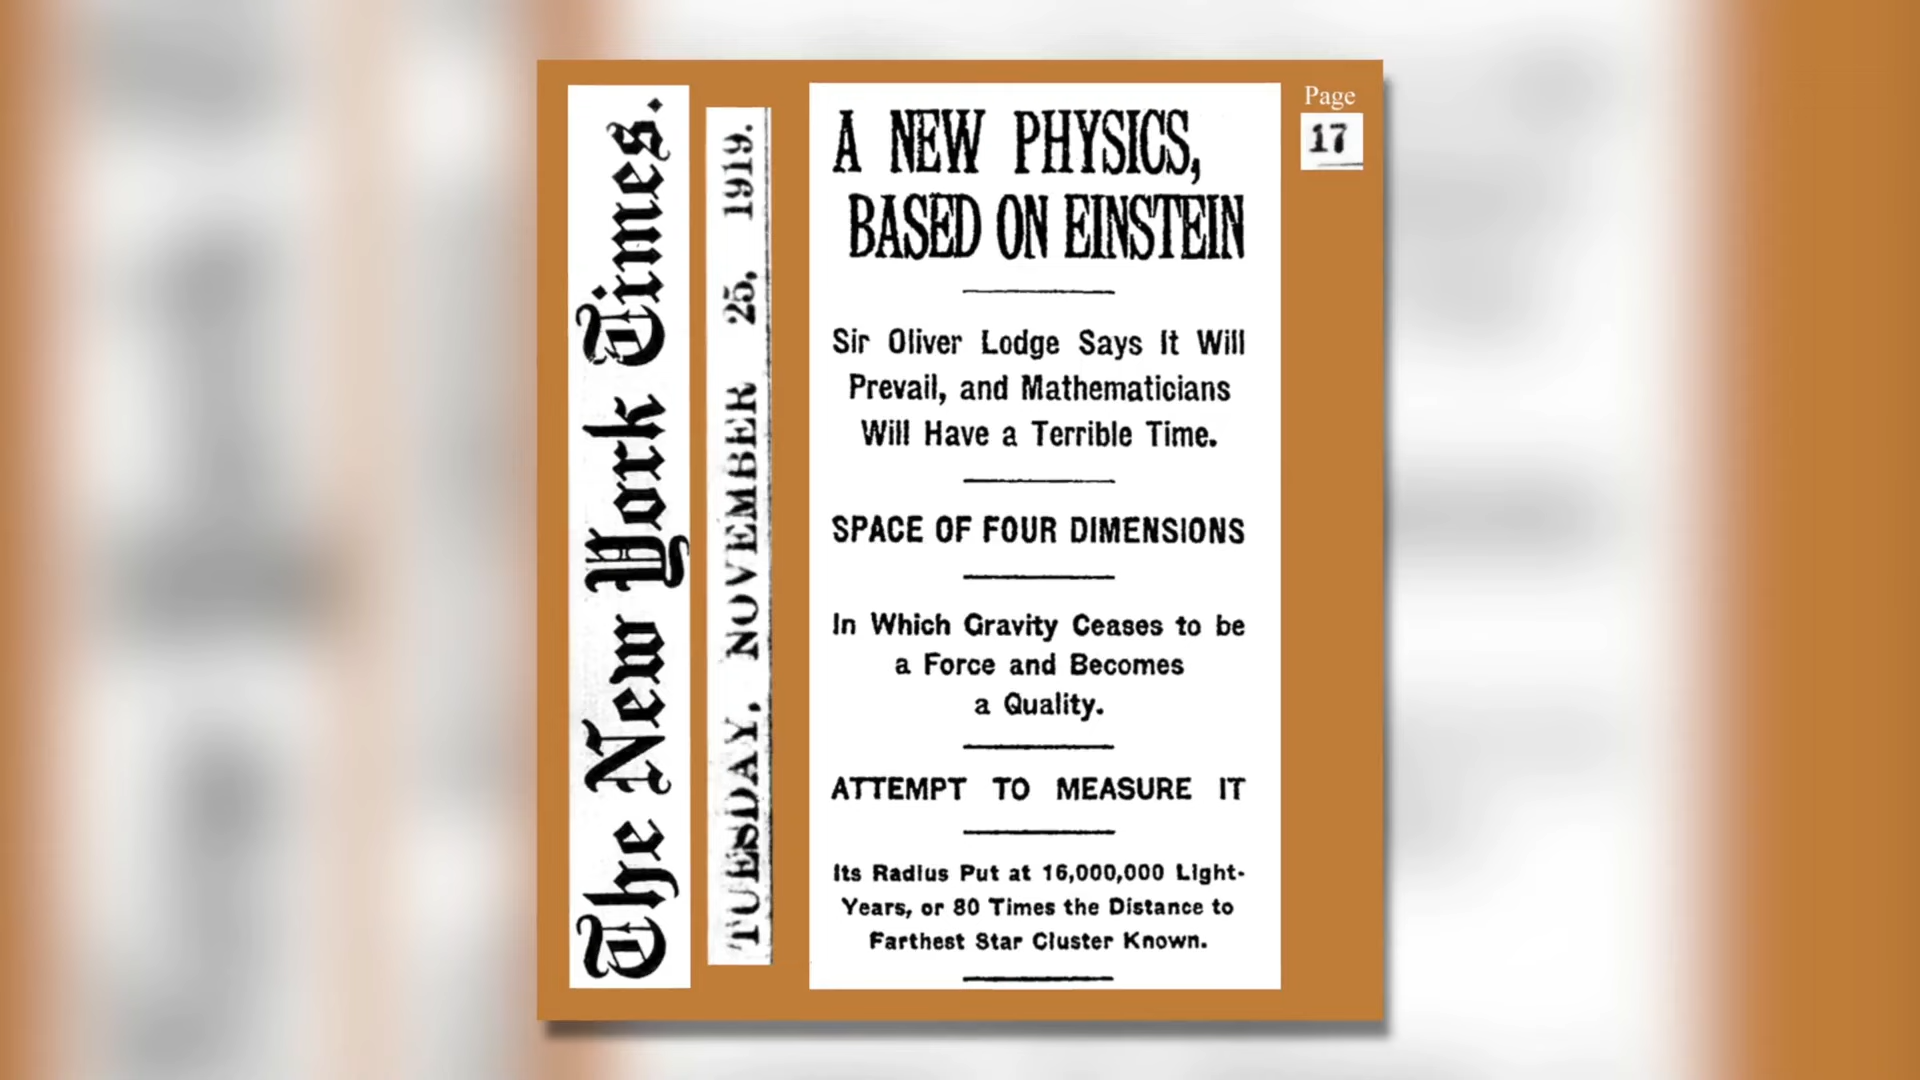 The New York Times.
TUESDAY, NOVEMBER 25, 1919.
A NEW PHYSICS,
BASED ON EINSTEIN
Sir Oliver Lodge Says It Will
Prevail, and Mathematicians
Will Have a Terrible Time.
SPACE OF FOUR DIMENSIONS
In Which Gravity Ceases to be
a Force and Becomes
a Quality.
ATTEMPT TO MEASURE IT
Its Radius Put at 16,000,000 Light-
Years, or 80 Times the Distance to
Farthest Star Cluster Known.
Page
17